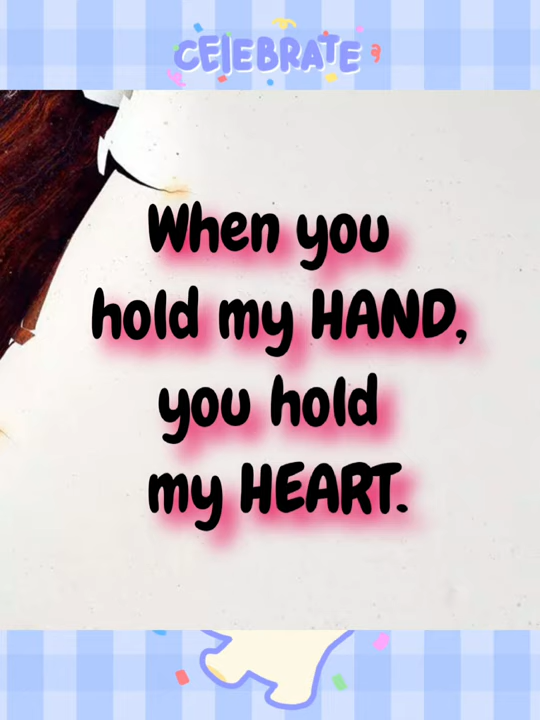 CElEBRATE
When you
hold my HAND,
you hold
my HEART.